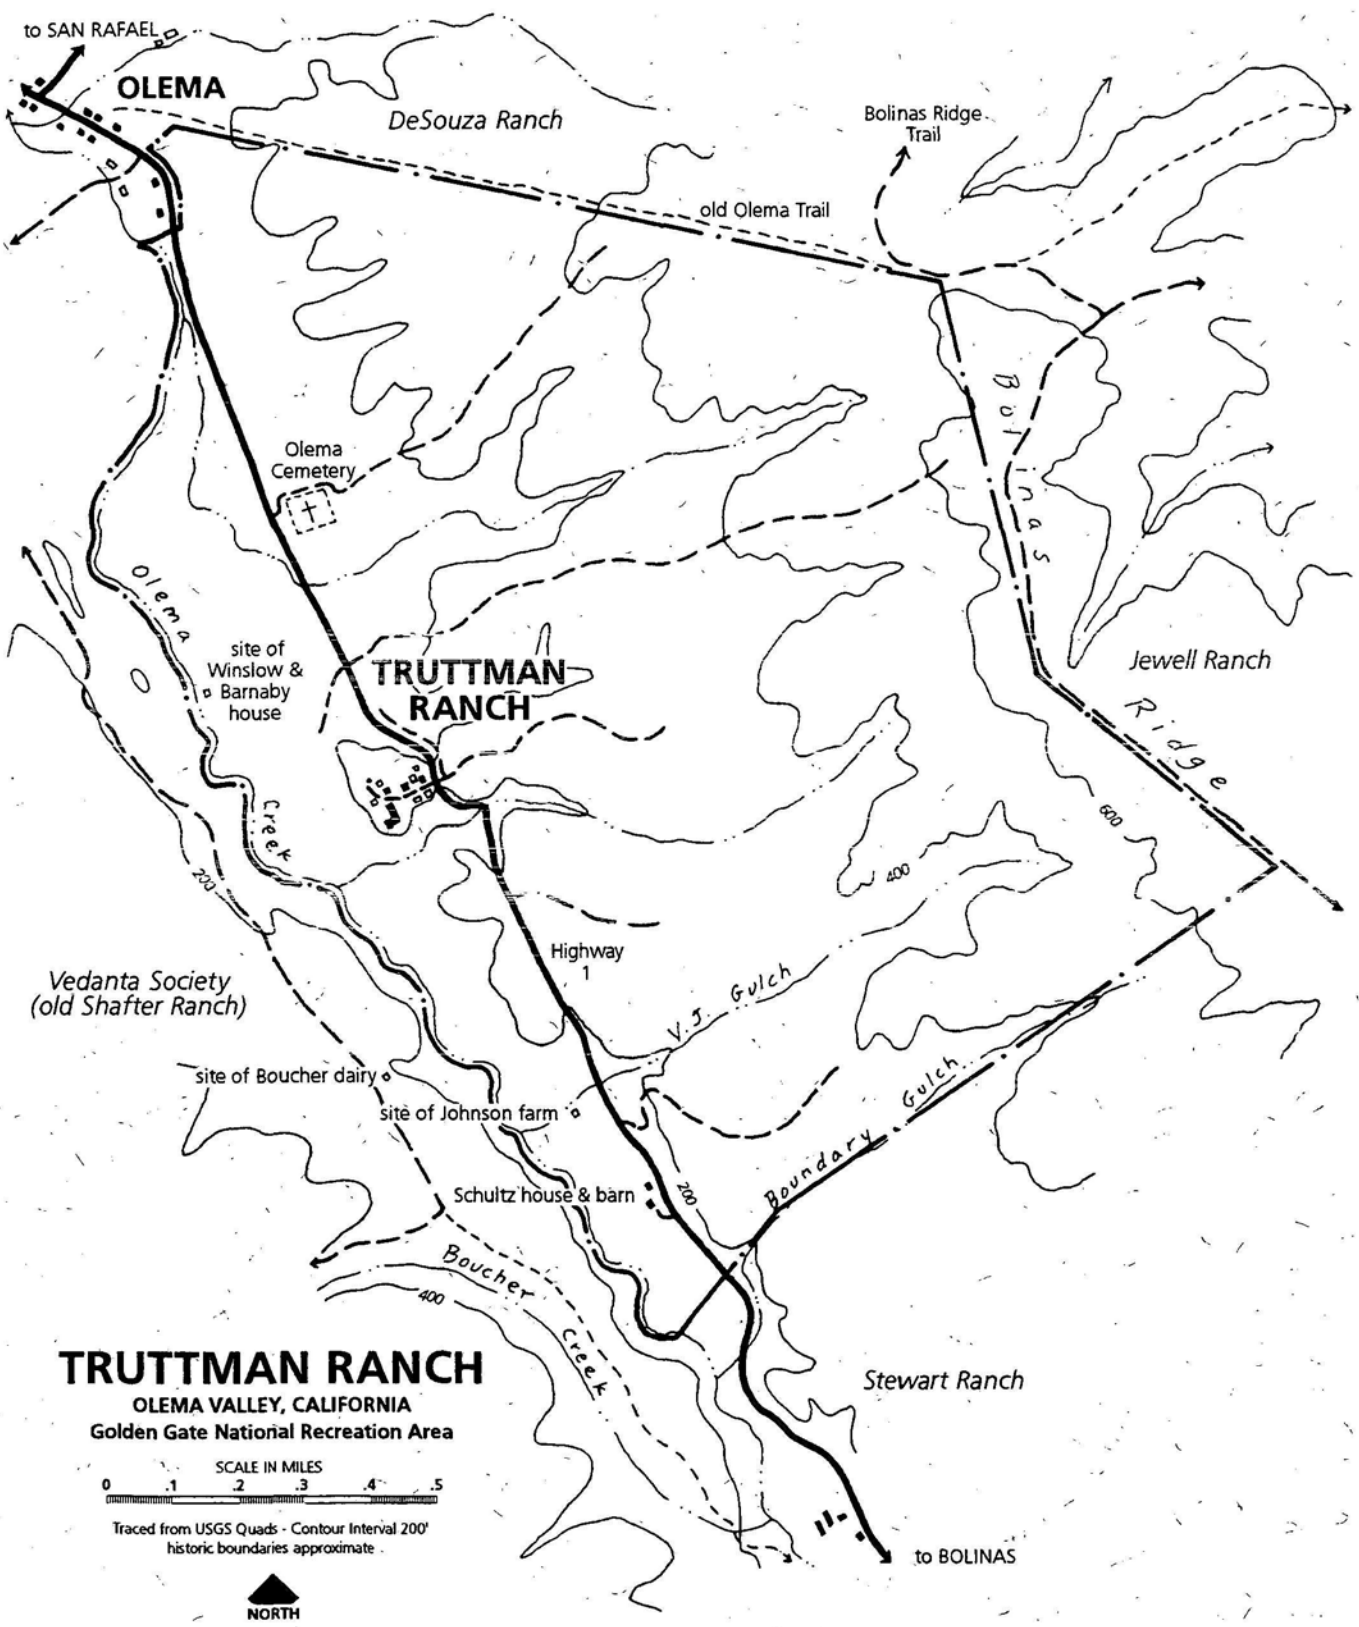 to SAN RAFAEL
OLEMA
DeSouza Ranch
Bolinas Ridge
Trail
old Olema Trail
Bolinas
Olema
Cemetery
Olema
site of
Winslow &
Barnaby
house
TRUTTMAN
RANCH
Jewell Ranch
Ridge
Creek
600
200
400
Highway
1
Vedanta Society
(old Shafter Ranch)
V.J. Gulch
site of Boucher dairy
site of Johnson farm
Boundary Gulch
Schultz house & barn
200
Boucher
400
Creek
TRUTTMAN RANCH
OLEMA VALLEY, CALIFORNIA
Golden Gate National Recreation Area
Stewart Ranch
SCALE IN MILES
0 .1 .2 .3 .4 .5
Traced from USGS Quads - Contour Interval 200'
historic boundaries approximate
to BOLINAS
NORTH